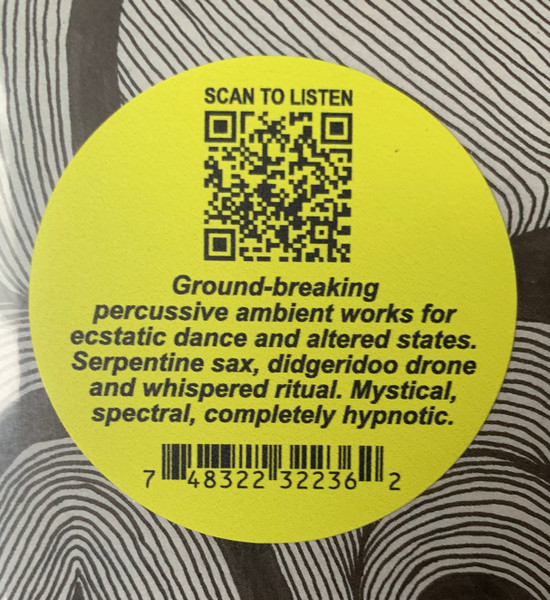 SCAN TO LISTEN
Ground-breaking
percussive ambient works for
ecstatic dance and altered states.
Serpentine sax, didgeridoo drone
and whispered ritual. Mystical,
spectral, completely hypnotic.
7 48322 32236 2